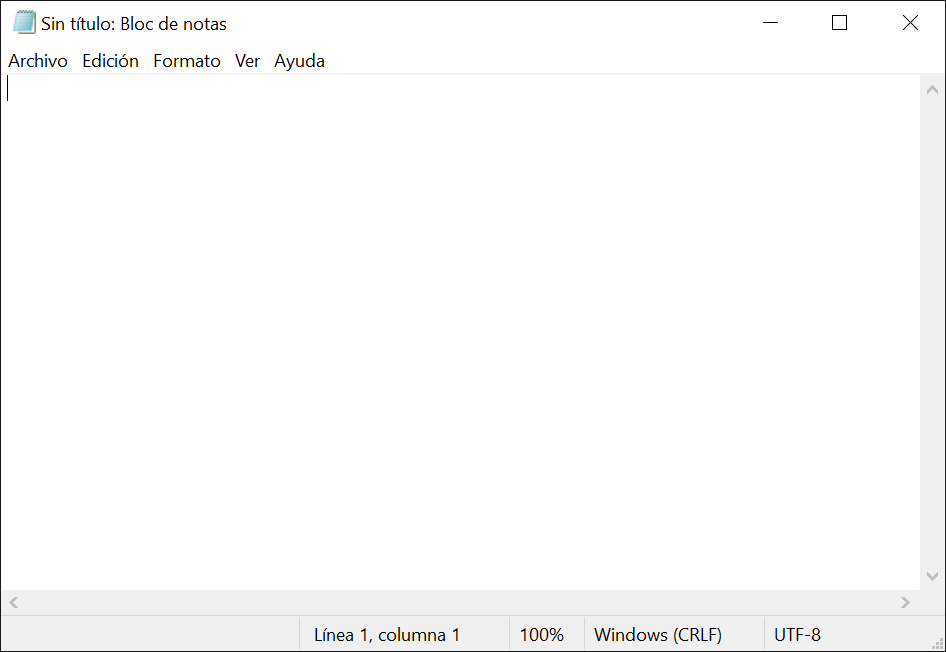 Sin título: Bloc de notas
Archivo Edición Formato Ver Ayuda
Línea 1, columna 1 100% Windows (CRLF) UTF-8